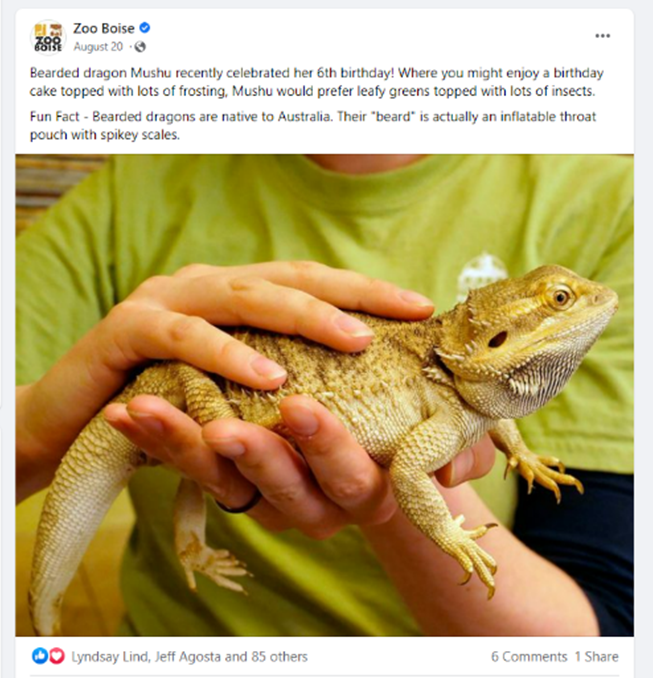 Zoo Boise
ZOO
BOISE
August 20 ·
Bearded dragon Mushu recently celebrated her 6th birthday! Where you might enjoy a birthday
cake topped with lots of frosting, Mushu would prefer leafy greens topped with lots of insects.
Fun Fact - Bearded dragons are native to Australia. Their "beard" is actually an inflatable throat
pouch with spikey scales.
Lyndsay Lind, Jeff Agosta and 85 others
6 Comments 1 Share